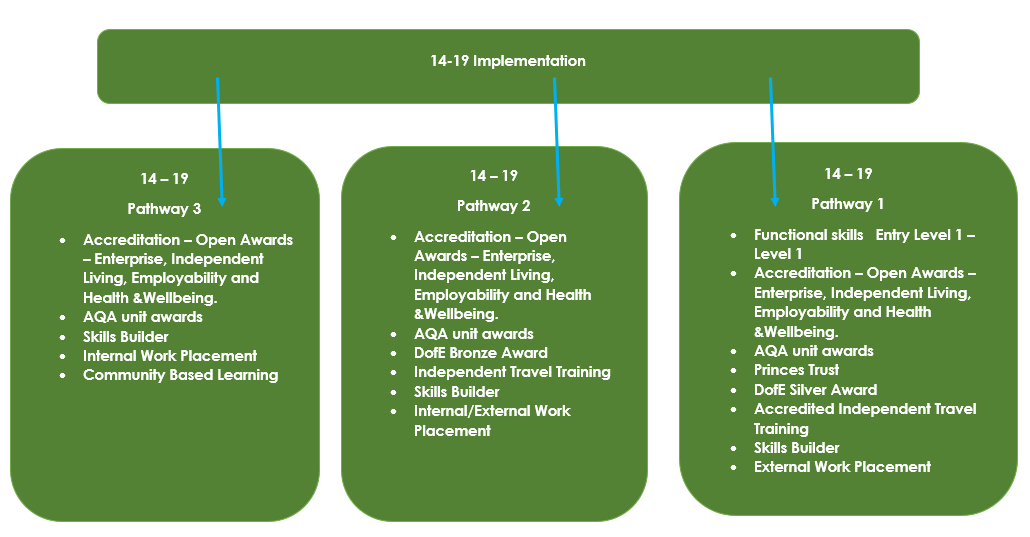 14-19 Implementation
14 – 19
Pathway 3
• Accreditation – Open Awards
– Enterprise, Independent
Living, Employability and
Health &Wellbeing.
• AQA unit awards
• Skills Builder
• Internal Work Placement
• Community Based Learning
14 – 19
Pathway 2
• Accreditation – Open
Awards – Enterprise,
Independent Living,
Employability and Health
&Wellbeing.
• AQA unit awards
• DofE Bronze Award
• Independent Travel Training
• Skills Builder
• Internal/External Work
Placement
14 – 19
Pathway 1
• Functional skills   Entry Level 1 –
Level 1
• Accreditation – Open Awards –
Enterprise, Independent Living,
Employability and Health
&Wellbeing.
• AQA unit awards
• Princes Trust
• DofE Silver Award
• Accredited Independent Travel
Training
• Skills Builder
• External Work Placement